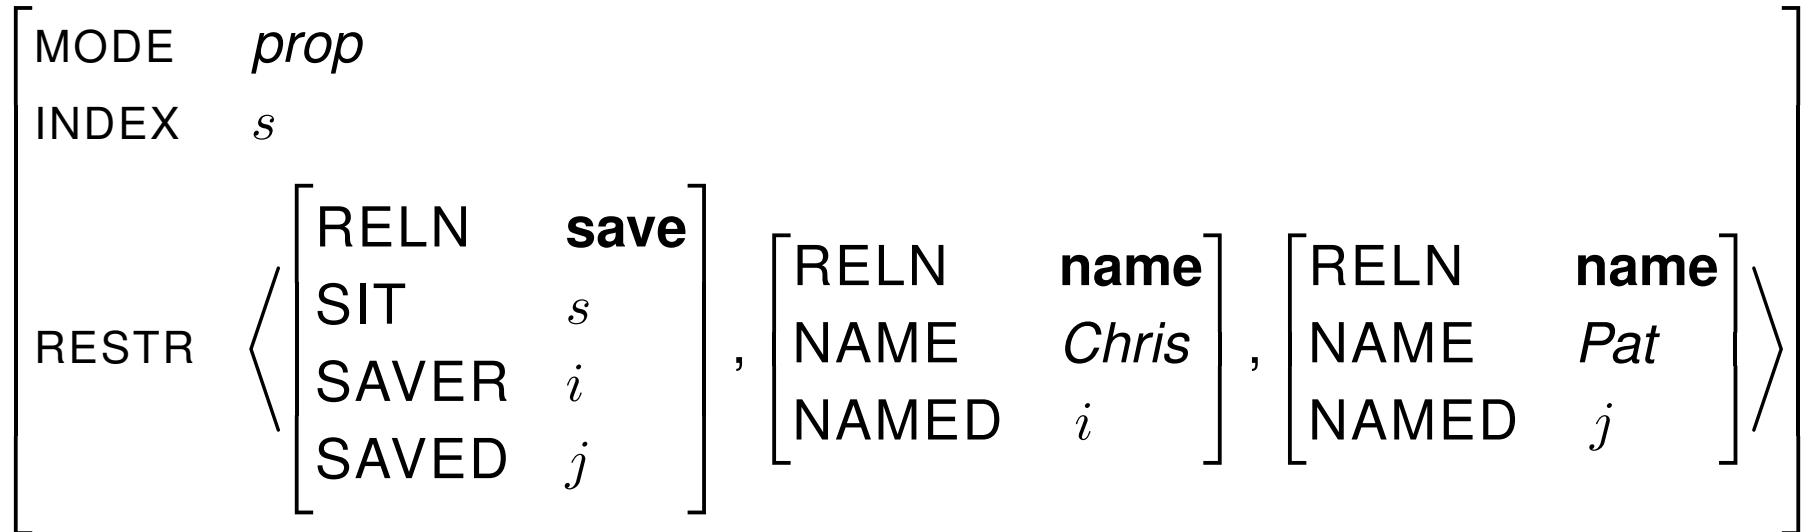 MODE prop
INDEX s
RESTR ⟨ [ RELN save
SIT s
SAVER i
SAVED j ] , [ RELN name
NAME Chris
NAMED i ] , [ RELN name
NAME Pat
NAMED j ] ⟩